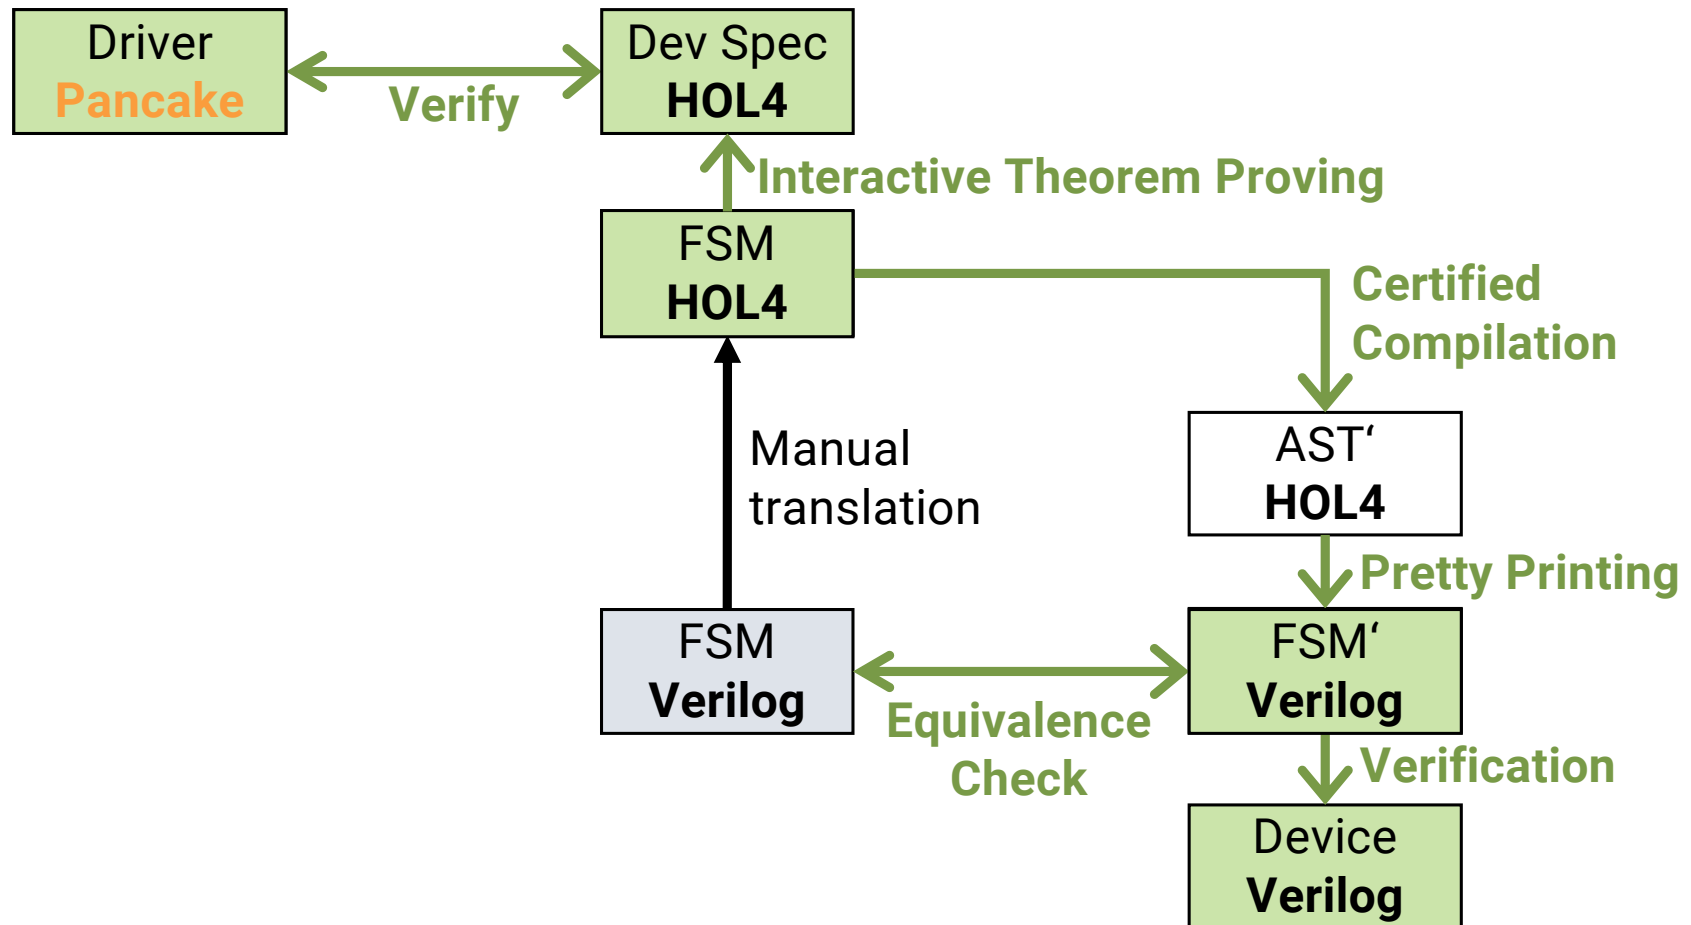 Driver
Pancake
Verify
Dev Spec
HOL4
Interactive Theorem Proving
FSM
HOL4
Certified
Compilation
Manual
translation
AST‘
HOL4
Pretty Printing
FSM
Verilog
Equivalence
Check
FSM‘
Verilog
Verification
Device
Verilog